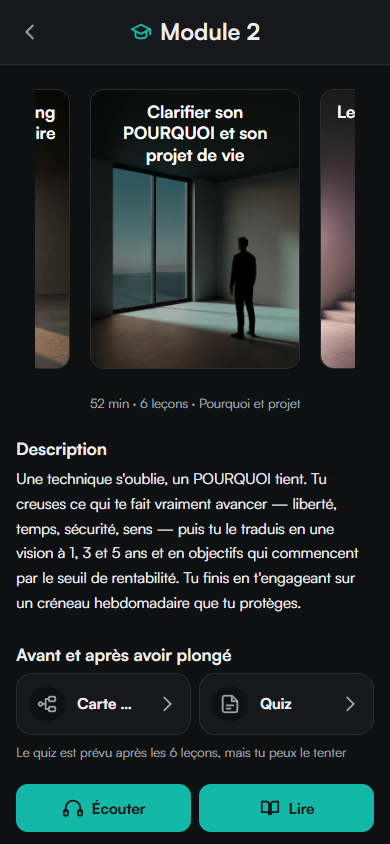 Module 2
ng
ire
Clarifier son
POURQUOI et son
projet de vie
Le
52 min · 6 leçons · Pourquoi et projet
Description
Une technique s'oublie, un POURQUOI tient. Tu
creuses ce qui te fait vraiment avancer — liberté,
temps, sécurité, sens — puis tu le traduis en une
vision à 1, 3 et 5 ans et en objectifs qui commencent
par le seuil de rentabilité. Tu finis en t'engageant sur
un créneau hebdomadaire que tu protèges.
Avant et après avoir plongé
Carte ...
Quiz
Le quiz est prévu après les 6 leçons, mais tu peux le tenter
Écouter
Lire